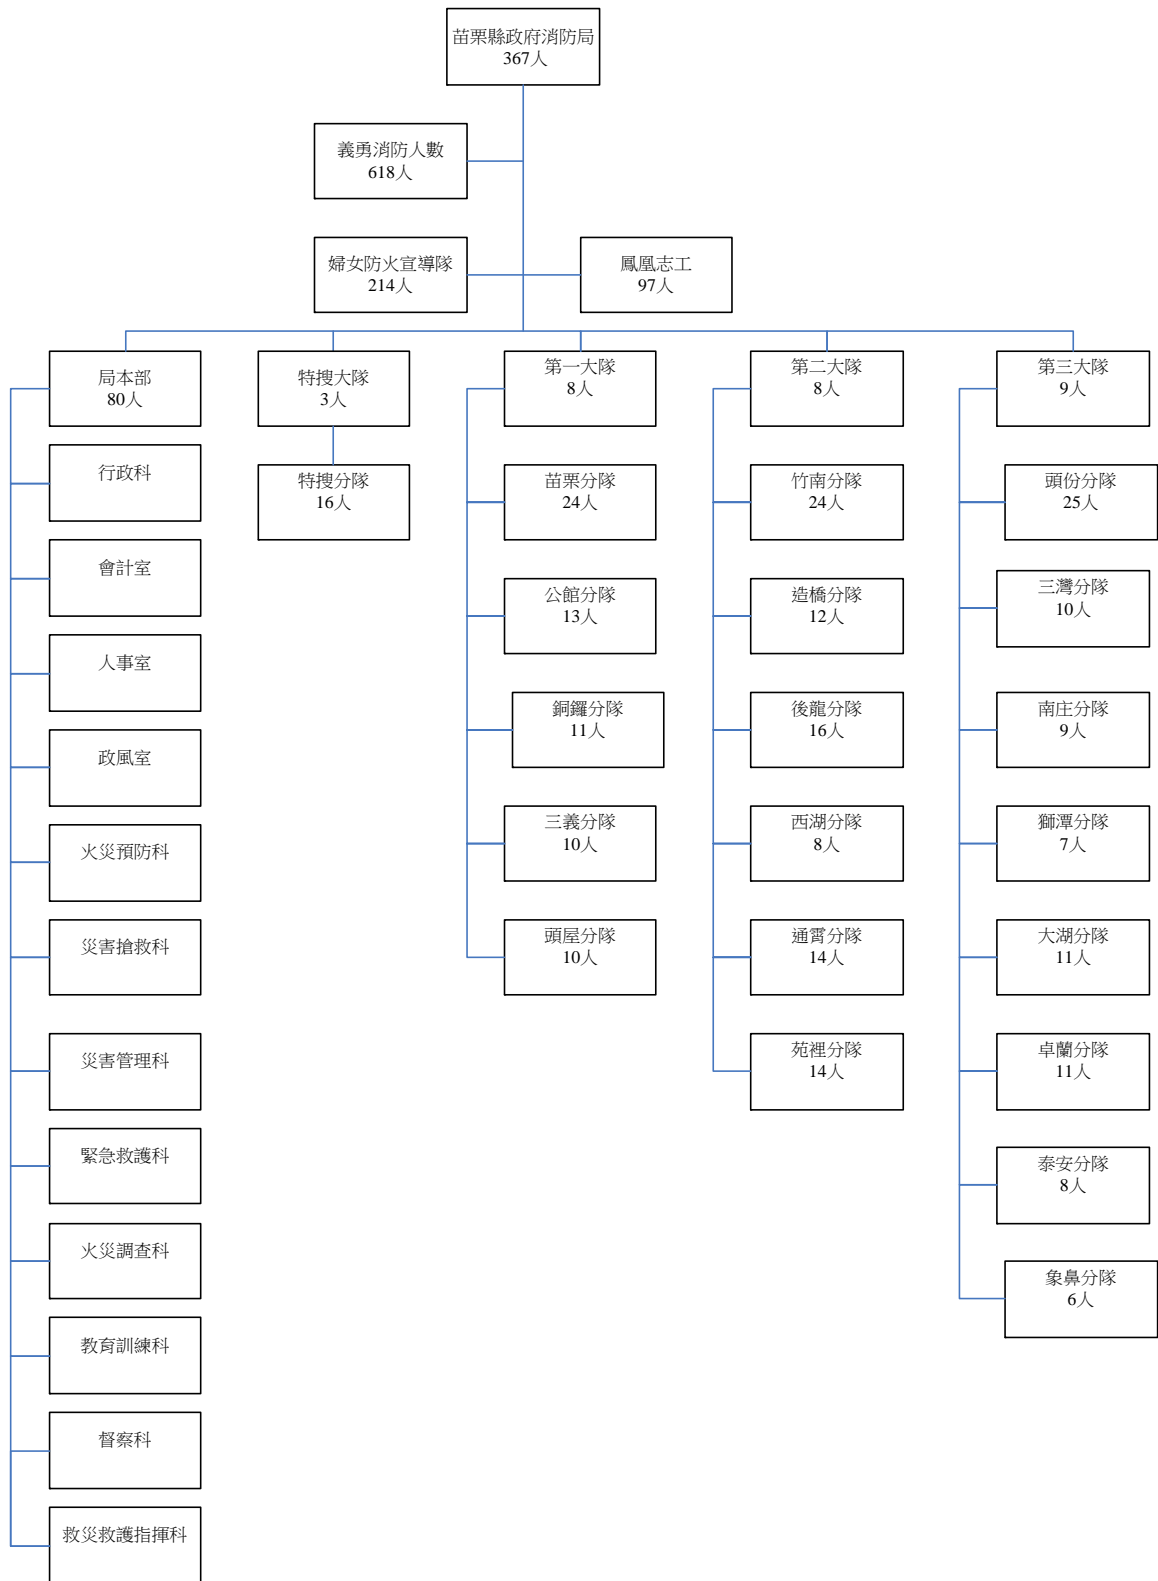 苗栗縣政府消防局
367人
義勇消防人數
618人
婦女防火宣導隊
214人
鳳凰志工
97人
局本部
80人
行政科
會計室
人事室
政風室
火災預防科
災害搶救科
災害管理科
緊急救護科
火災調查科
教育訓練科
督察科
救災救護指揮科
特搜大隊
3人
特搜分隊
16人
第一大隊
8人
苗栗分隊
24人
公館分隊
13人
銅鑼分隊
11人
三義分隊
10人
頭屋分隊
10人
第二大隊
8人
竹南分隊
24人
造橋分隊
12人
後龍分隊
16人
西湖分隊
8人
通霄分隊
14人
苑裡分隊
14人
第三大隊
9人
頭份分隊
25人
三灣分隊
10人
南庄分隊
9人
獅潭分隊
7人
大湖分隊
11人
卓蘭分隊
11人
泰安分隊
8人
象鼻分隊
6人